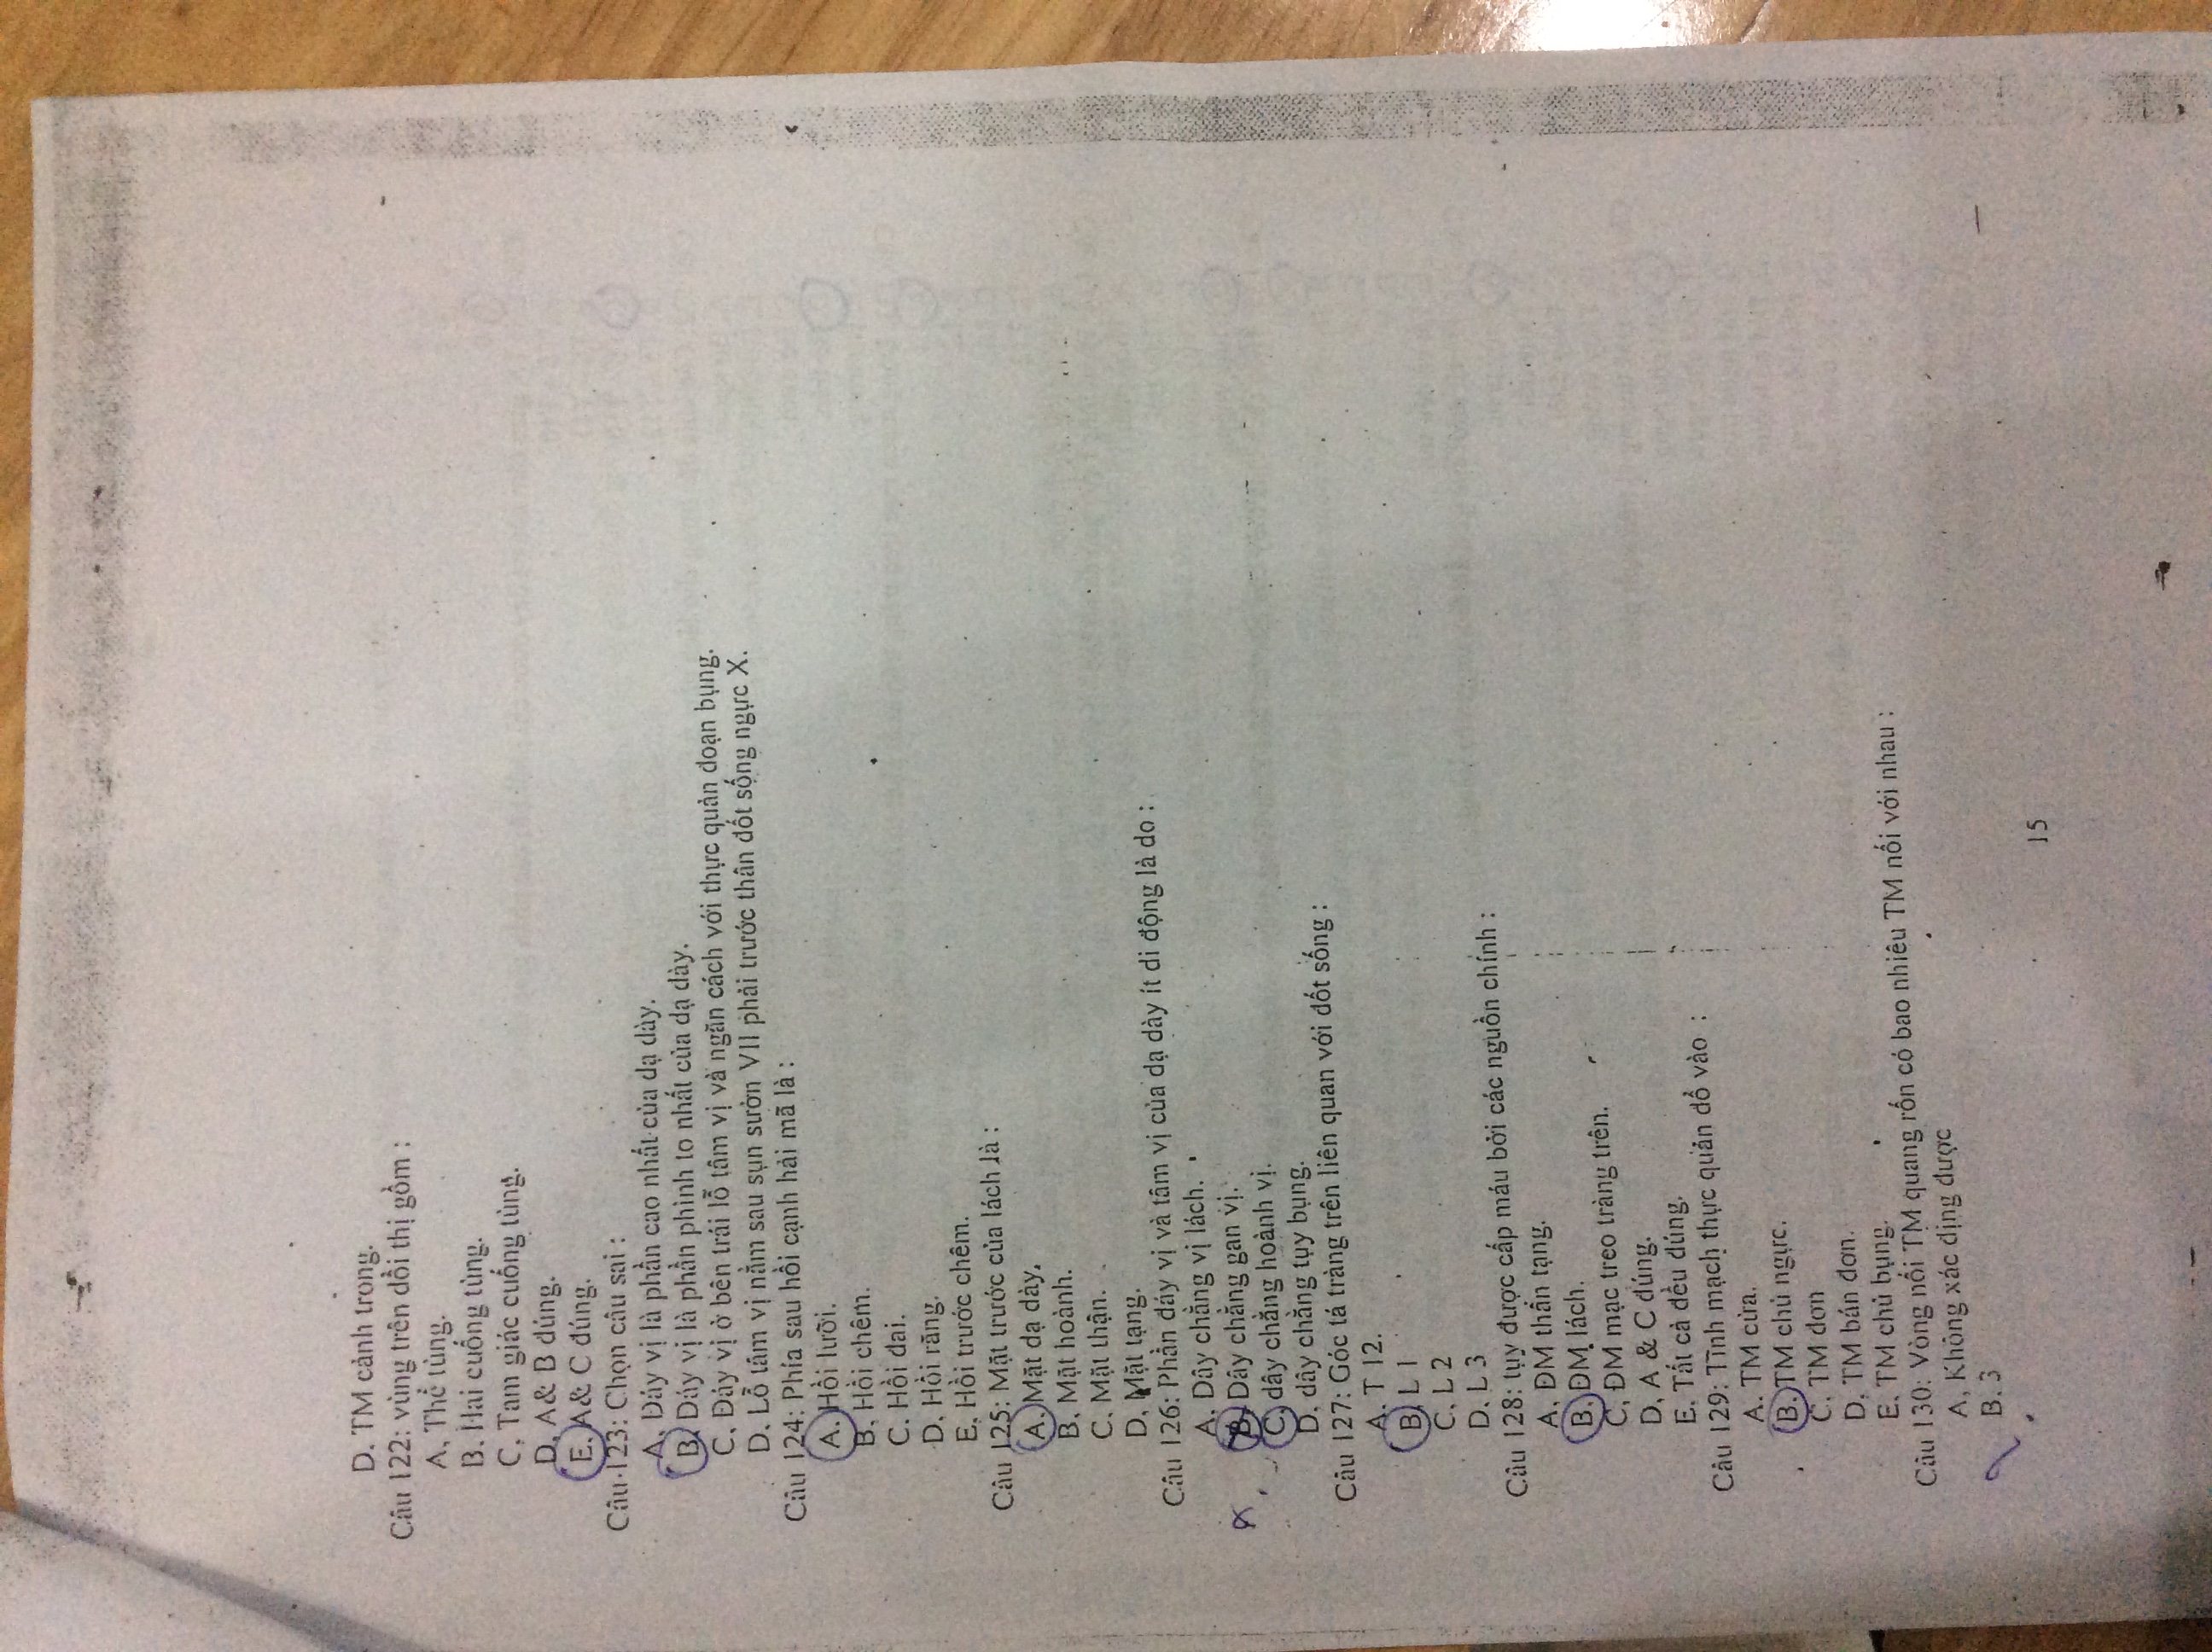 D. TM cảnh trong.
Câu 122: vùng trên dồi thị gồm :
A. Thể tùng.
B. Hai cuống tùng.
C. Tam giác cuống tùng.
D. A& B đúng.
E. A& C đúng.
Câu 123: Chọn câu sai :
A. Đáy vị là phần cao nhất của dạ dày.
B. Đáy vị là phần phình to nhất của dạ dày.
C. Đáy vị ở bên trái lỗ tâm vị và ngăn cách với thực quản đoạn bụng.
D. Lỗ tâm vị nằm sau sụn sườn VII phải trước thân đốt sống ngực X.
Câu 124: Phía sau hồi cạnh hải mã là :
A. Hồi lưỡi.
B. Hồi chêm.
C. Hồi đai.
D. Hồi răng.
E. Hồi trước chêm.
Câu 125: Mặt trước của lách là :
A. Mặt dạ dày.
B. Mặt hoành.
C. Mặt thận.
D. Mặt tạng.
Câu 126: Phần đáy vị và tâm vị của dạ dày ít di động là do :
A. Dây chằng vị lách.
B. Dây chằng gan vị.
C. dây chằng hoành vị.
D. dây chằng tụy bụng.
Câu 127: Góc tá tràng trên liên quan với đốt sống :
A. T 12.
B. L 1
C. L 2
D. L 3
Câu 128: tụy được cấp máu bởi các nguồn chính :
A. ĐM thân tạng.
B. ĐM lách.
C. ĐM mạc treo tràng trên.
D. A & C đúng.
E. Tất cả đều đúng.
Câu 129: Tĩnh mạch thực quản đổ vào :
A. TM cửa.
B. TM chủ ngực.
C. TM đơn
D. TM bán đơn.
E. TM chủ bụng.
Câu 130: Vòng nối TM quang rốn có bao nhiêu TM nối với nhau :
A. Không xác định được
B. 3
15